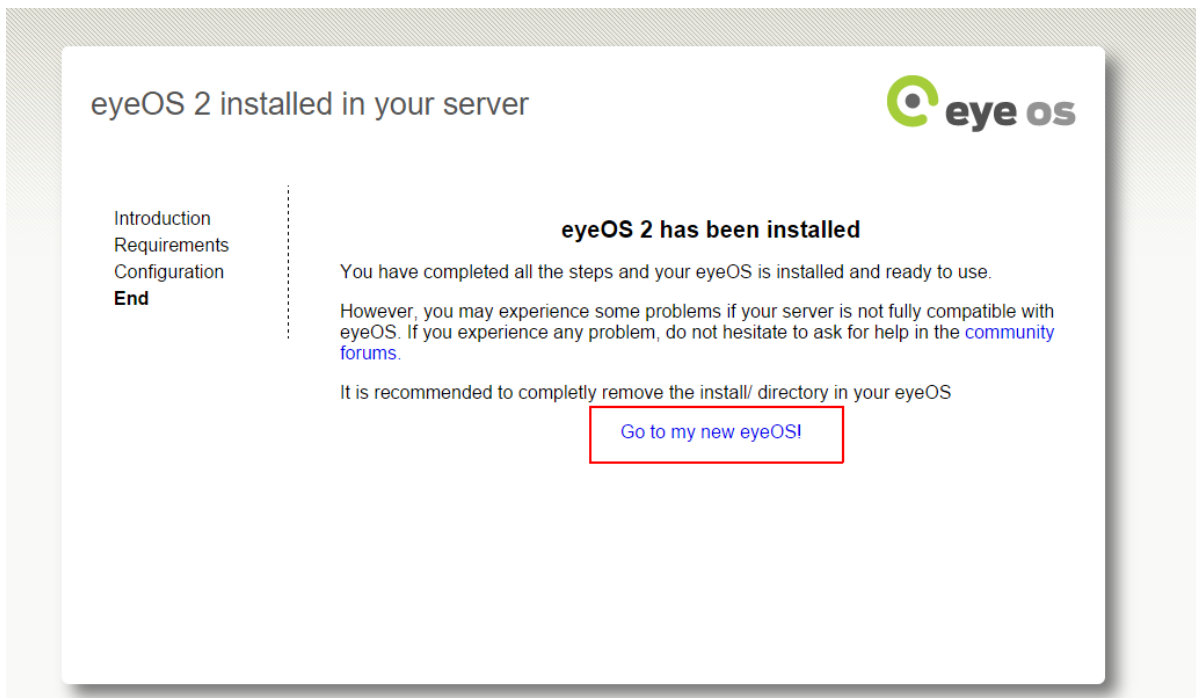 eyeOS 2 installed in your server
eye os
Introduction
Requirements
Configuration
End
eyeOS 2 has been installed
You have completed all the steps and your eyeOS is installed and ready to use.
However, you may experience some problems if your server is not fully compatible with
eyeOS. If you experience any problem, do not hesitate to ask for help in the community
forums.
It is recommended to completly remove the install/ directory in your eyeOS
Go to my new eyeOS!